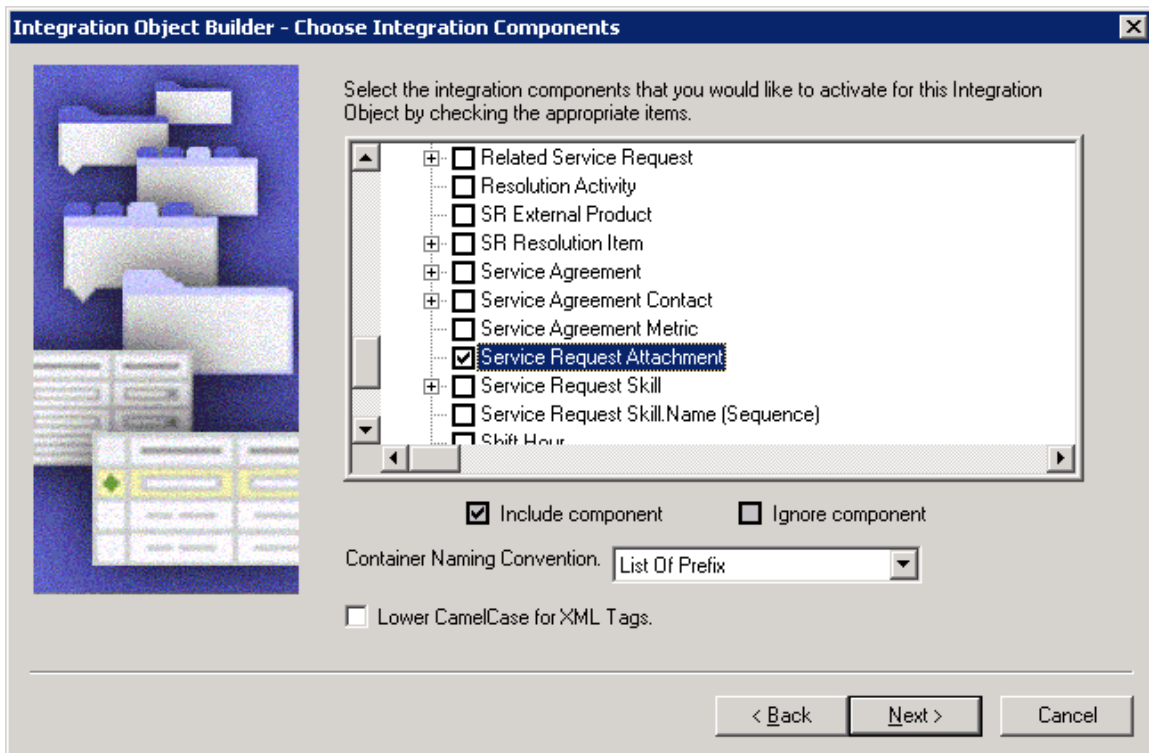 Integration Object Builder - Choose Integration Components
Select the integration components that you would like to activate for this Integration
Object by checking the appropriate items.
Related Service Request
Resolution Activity
SR External Product
SR Resolution Item
Service Agreement
Service Agreement Contact
Service Agreement Metric
Service Request Attachment
Service Request Skill
Service Request Skill.Name (Sequence)
Shift Hour
Include component Ignore component
Container Naming Convention. List Of Prefix
Lower CamelCase for XML Tags.
< Back Next > Cancel